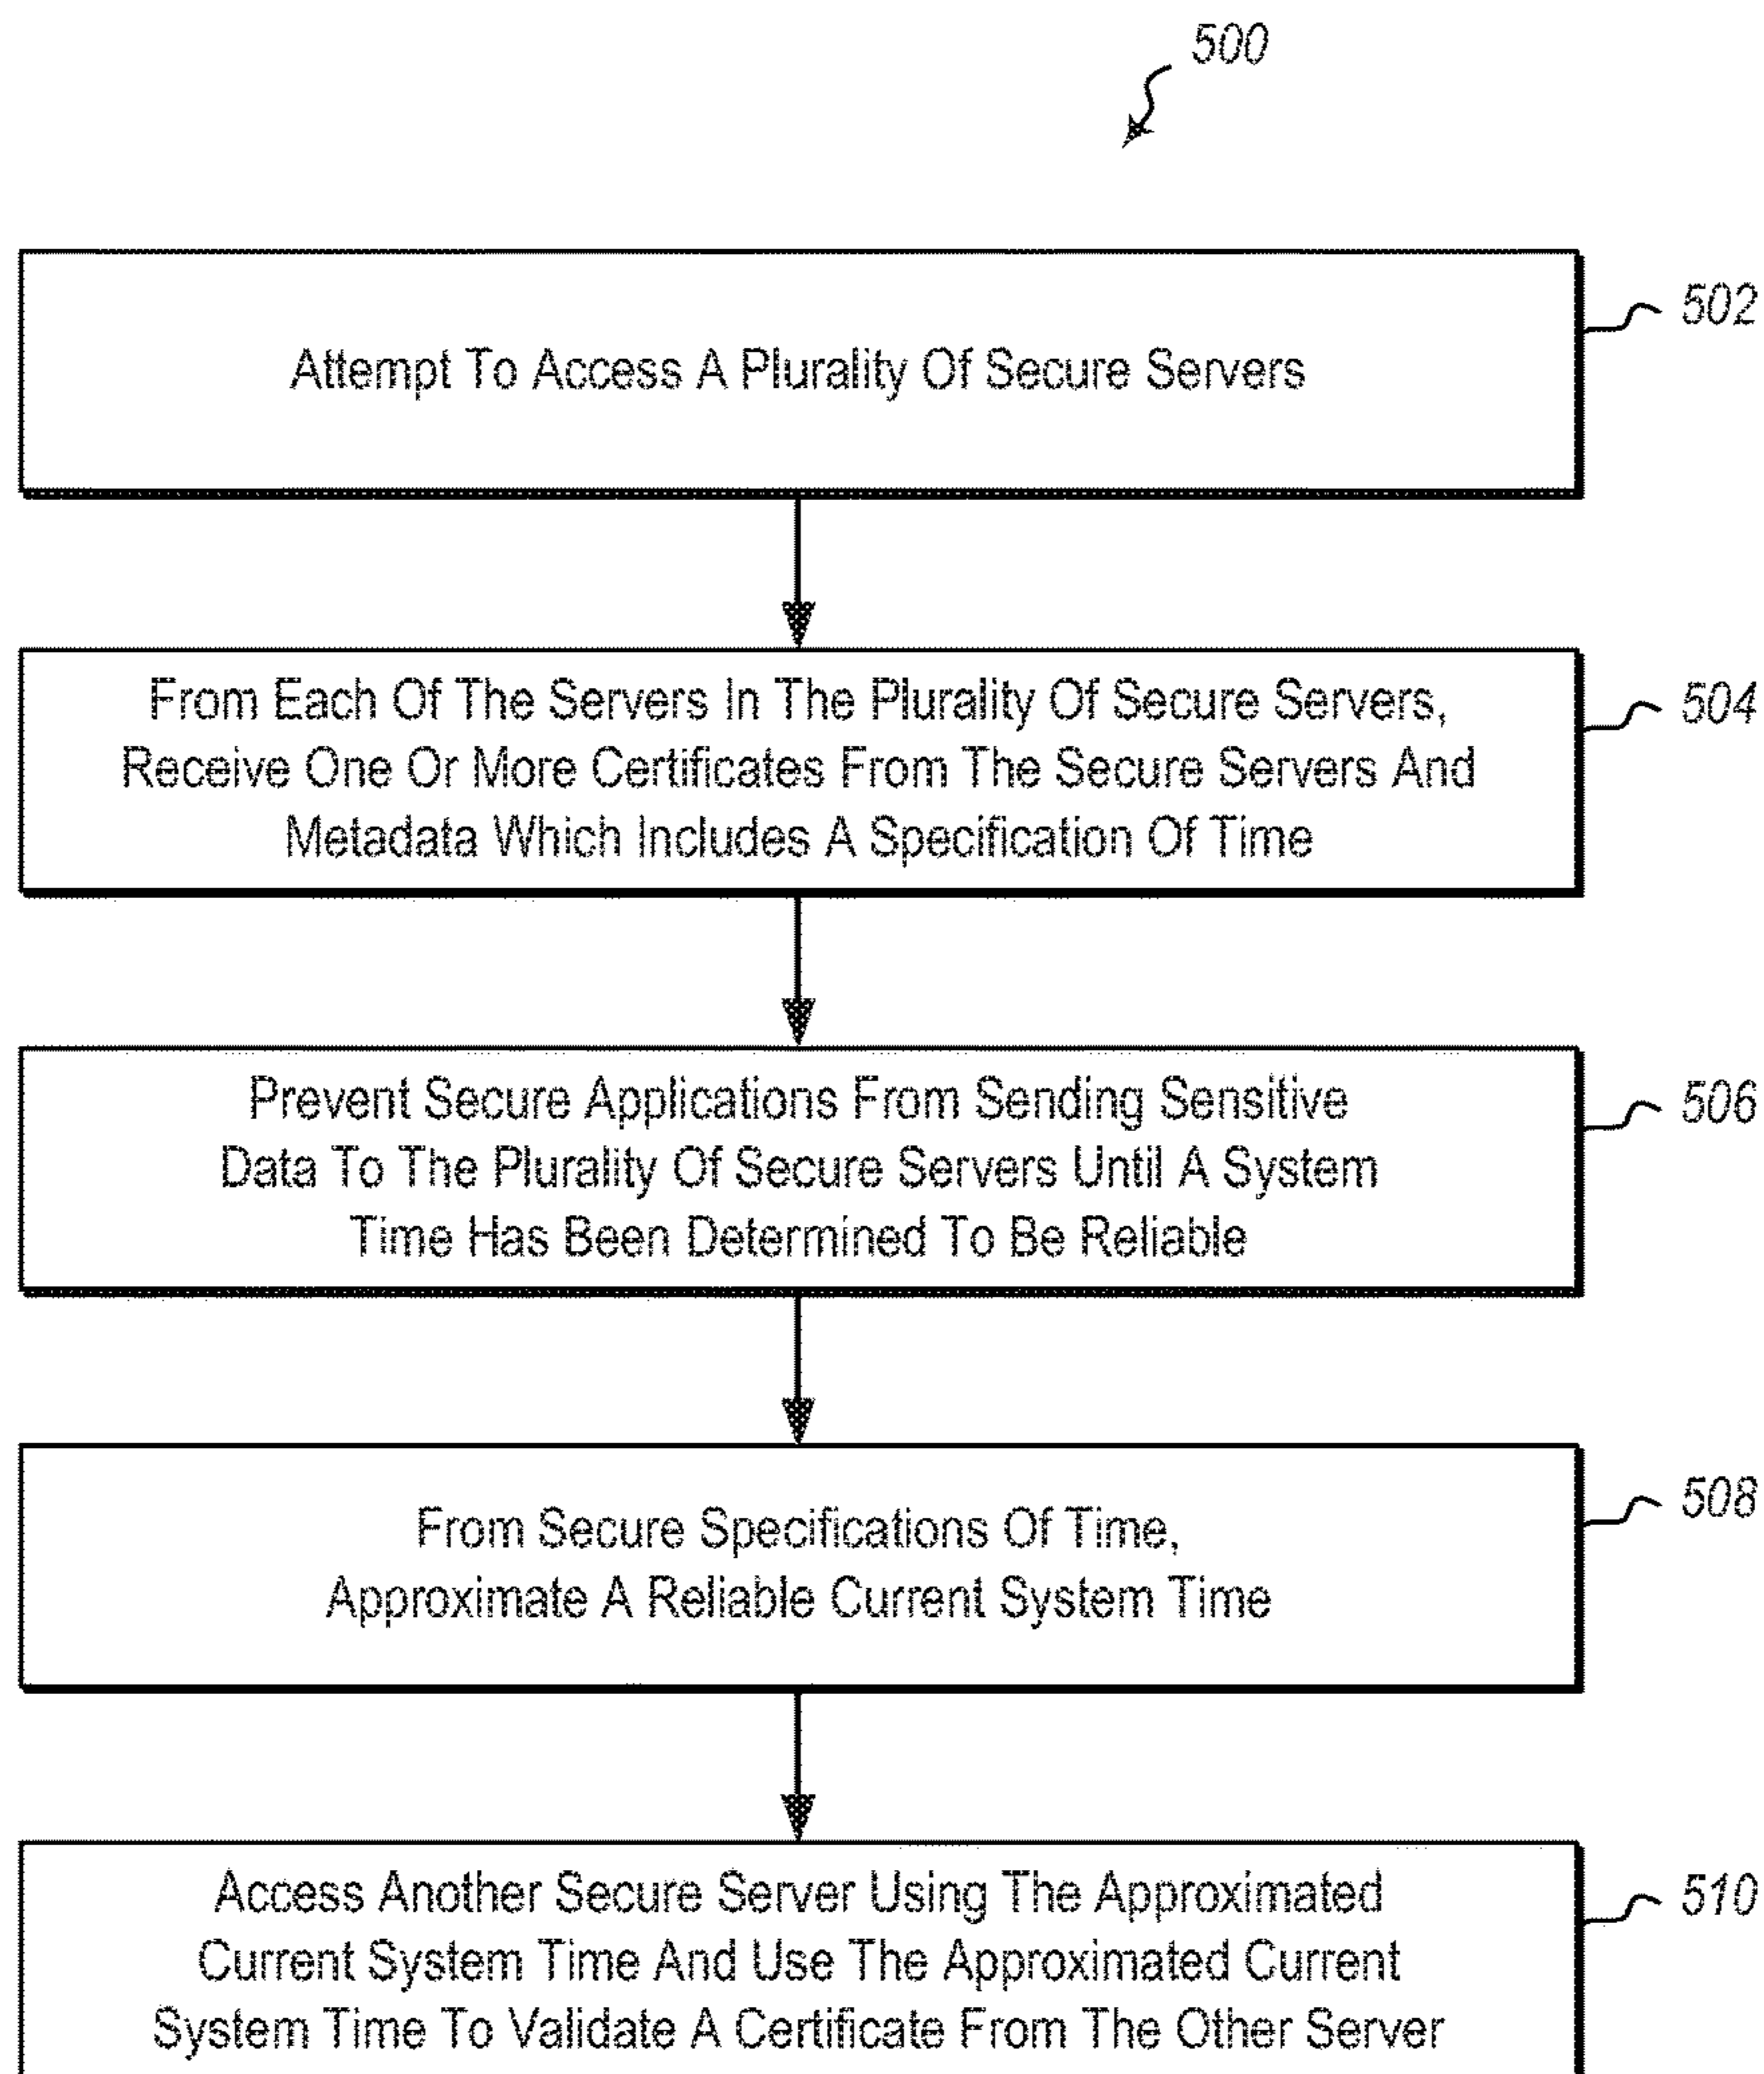 500
Attempt To Access A Plurality Of Secure Servers
502
From Each Of The Servers In The Plurality Of Secure Servers,
Receive One Or More Certificates From The Secure Servers And
Metadata Which Includes A Specification Of Time
504
Prevent Secure Applications From Sending Sensitive
Data To The Plurality Of Secure Servers Until A System
Time Has Been Determined To Be Reliable
506
From Secure Specifications Of Time,
Approximate A Reliable Current System Time
508
Access Another Secure Server Using The Approximated
Current System Time And Use The Approximated Current
System Time To Validate A Certificate From The Other Server
510